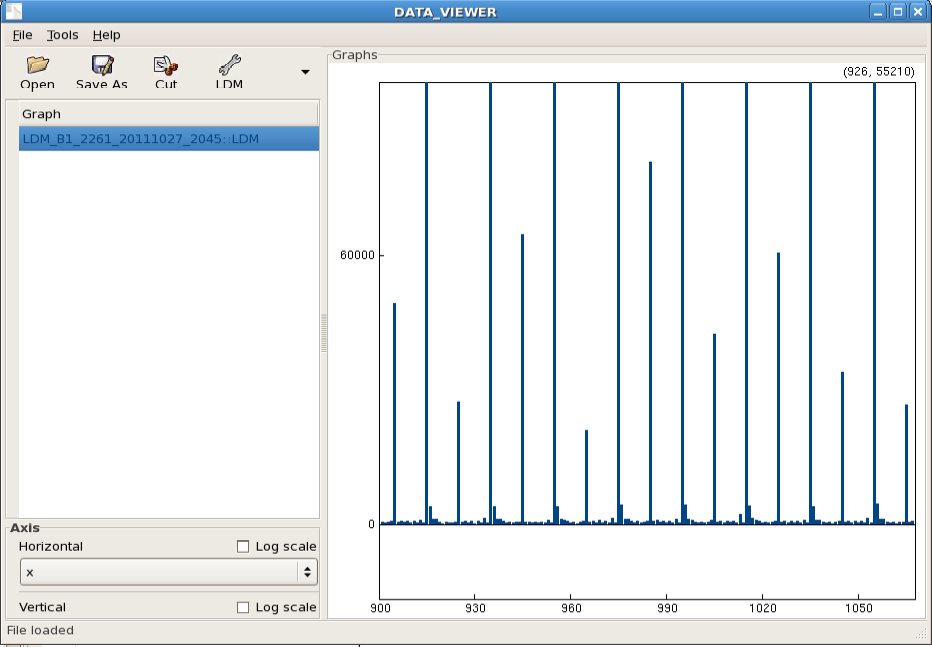 DATA_VIEWER
File Tools Help
Open Save As Cut LDM
Graph
LDM_B1_2261_20111027_2045::LDM
Axis
Horizontal Log scale
x
Vertical Log scale
File loaded
Graphs
(926, 55210)
60000
0
900 930 960 990 1020 1050